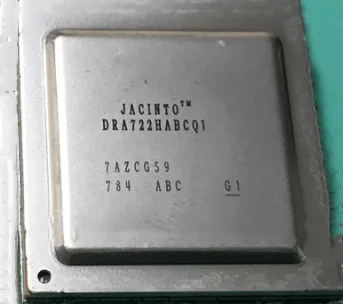 JACINTO™
DRA722HABCQ1
7AZCG59
784 ABC G1